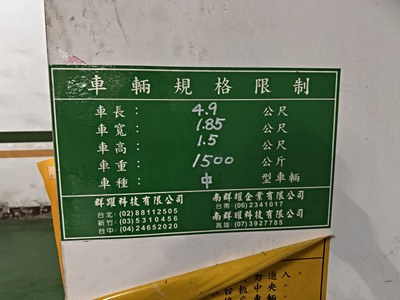 車輛規格限制
車長： 4.9 公尺
車寬： 1.85 公尺
車高： 1.5 公尺
車重： 1500 公斤
車種： 中 型車輛
群躍科技有限公司 南群躍企業有限公司
台北:(02)88112505 台南:(06)2341017
新竹:(03)5310456 南群躍科技有限公司
台中:(04)24652020 高雄:(07)3927785